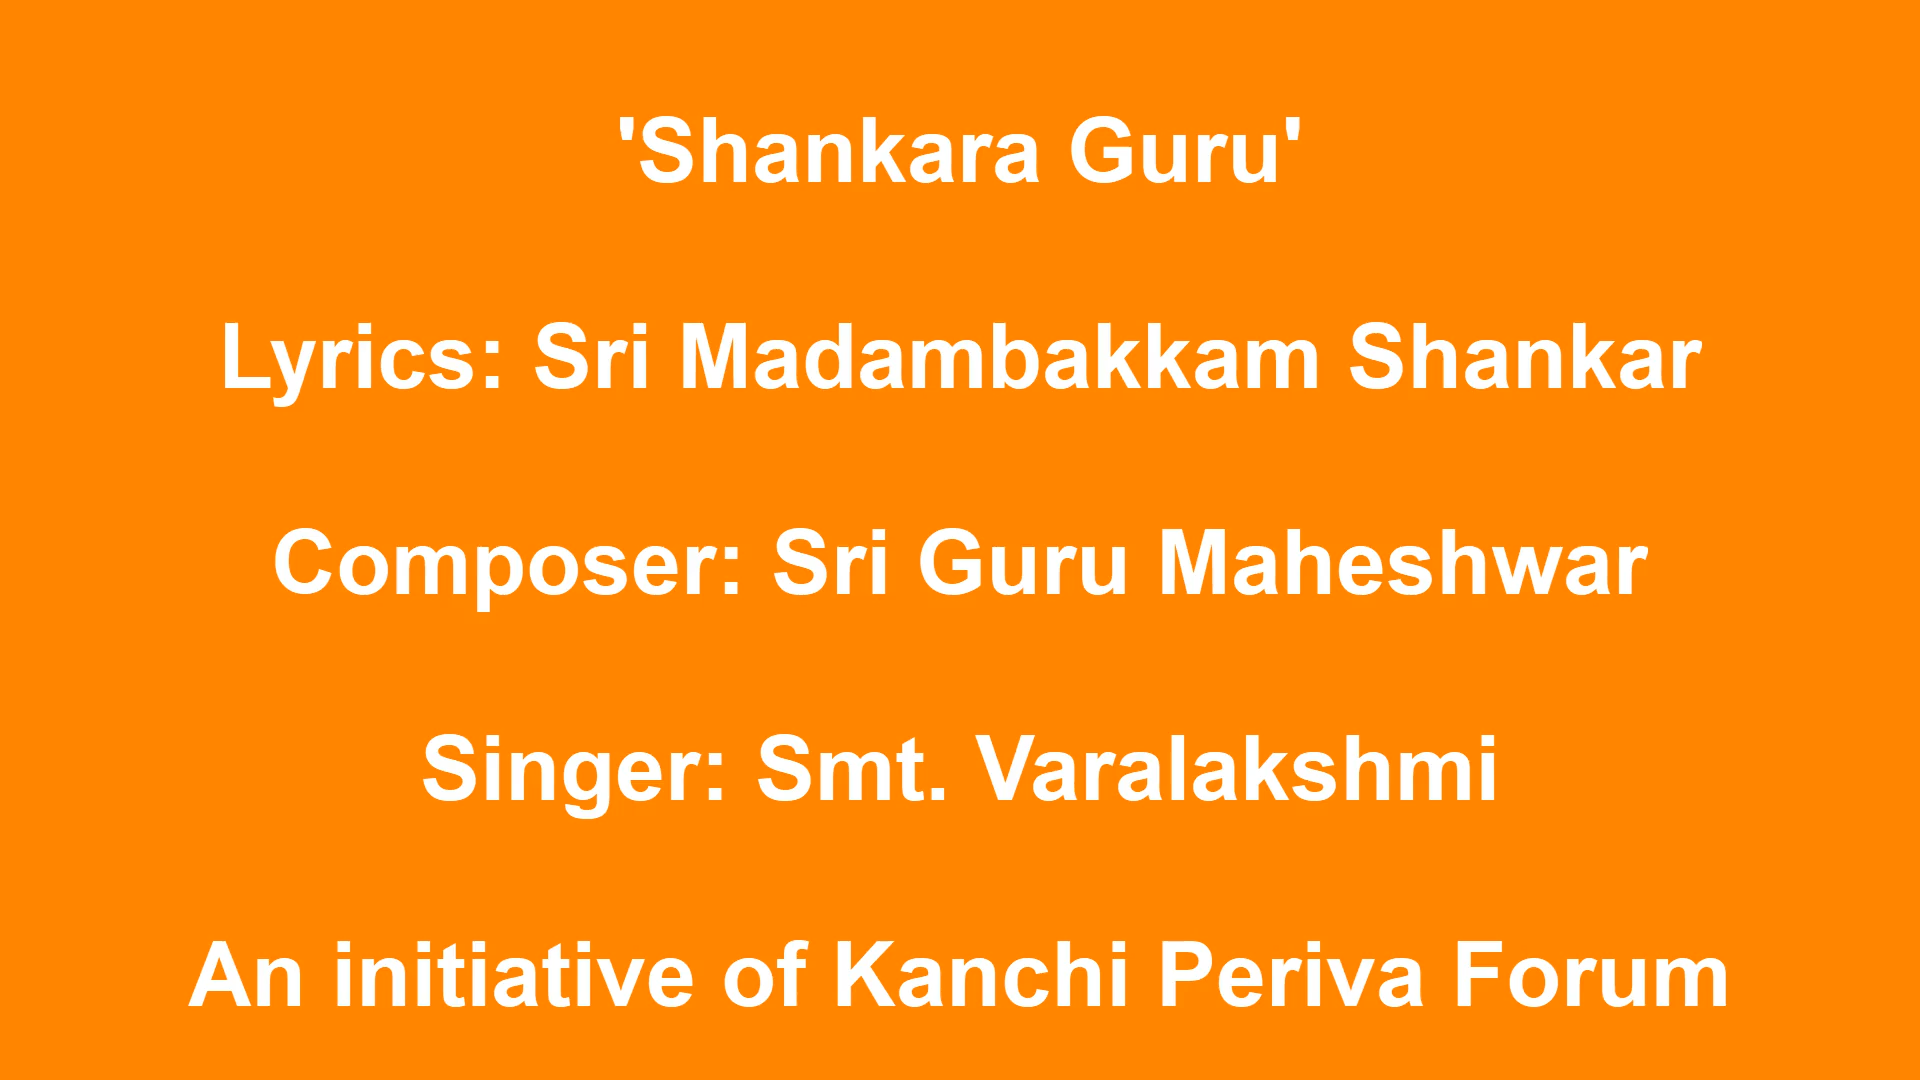 'Shankara Guru'
Lyrics: Sri Madambakkam Shankar
Composer: Sri Guru Maheshwar
Singer: Smt. Varalakshmi
An initiative of Kanchi Periva Forum